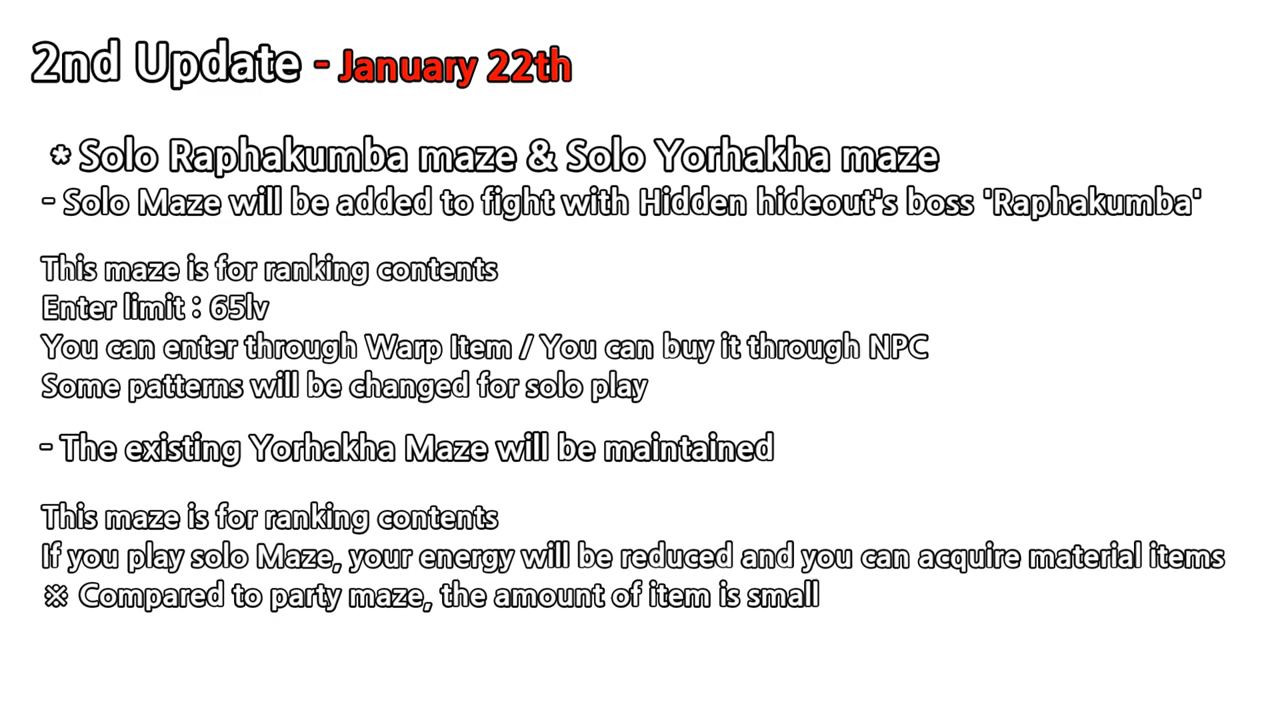 2nd Update - January 22th
* Solo Raphakumba maze & Solo Yorhakha maze
- Solo Maze will be added to fight with Hidden hideout's boss 'Raphakumba'
This maze is for ranking contents
Enter limit : 65lv
You can enter through Warp Item / You can buy it through NPC
Some patterns will be changed for solo play
- The existing Yorhakha Maze will be maintained
This maze is for ranking contents
If you play solo Maze, your energy will be reduced and you can acquire material items
※ Compared to party maze, the amount of item is small